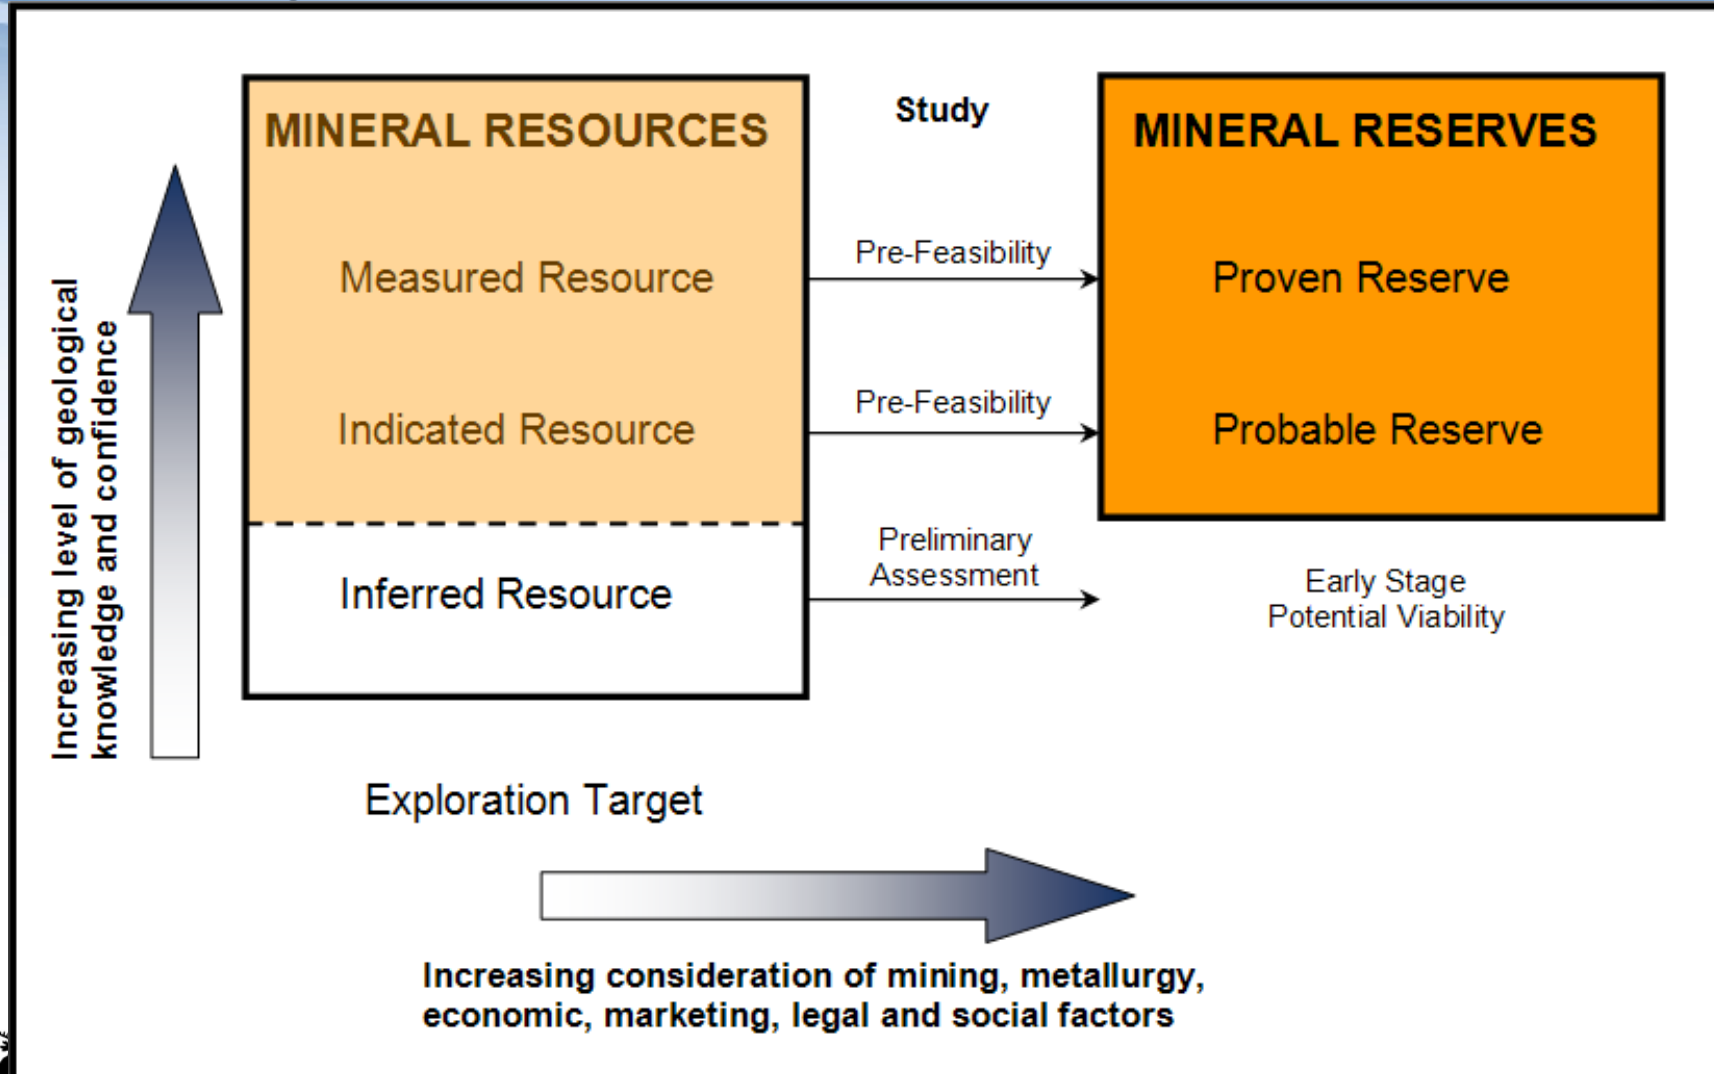 MINERAL RESOURCES
Study
MINERAL RESERVES
Measured Resource
Pre-Feasibility
Proven Reserve
Indicated Resource
Pre-Feasibility
Probable Reserve
Inferred Resource
Preliminary
Assessment
Early Stage
Potential Viability
Increasing level of geological
knowledge and confidence
Exploration Target
Increasing consideration of mining, metallurgy,
economic, marketing, legal and social factors